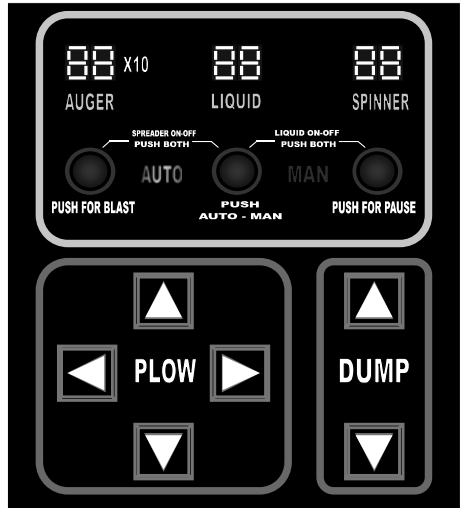 88 X10 88 88
AUGER LIQUID SPINNER
SPREADER ON-OFF LIQUID ON-OFF
PUSH BOTH PUSH BOTH
AUTO MAN
PUSH FOR BLAST PUSH PUSH FOR PAUSE
AUTO - MAN
PLOW DUMP